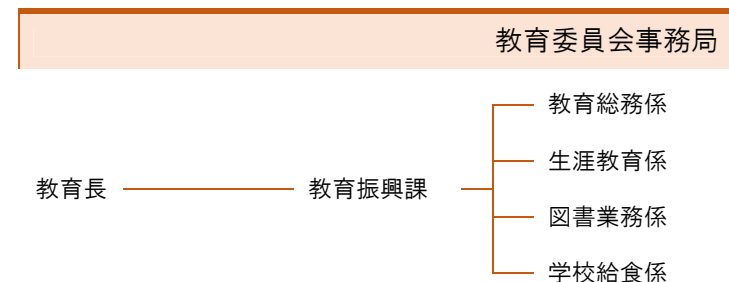 教育委員会事務局
教育総務係
生涯教育係
教育長
教育振興課
図書業務係
学校給食係